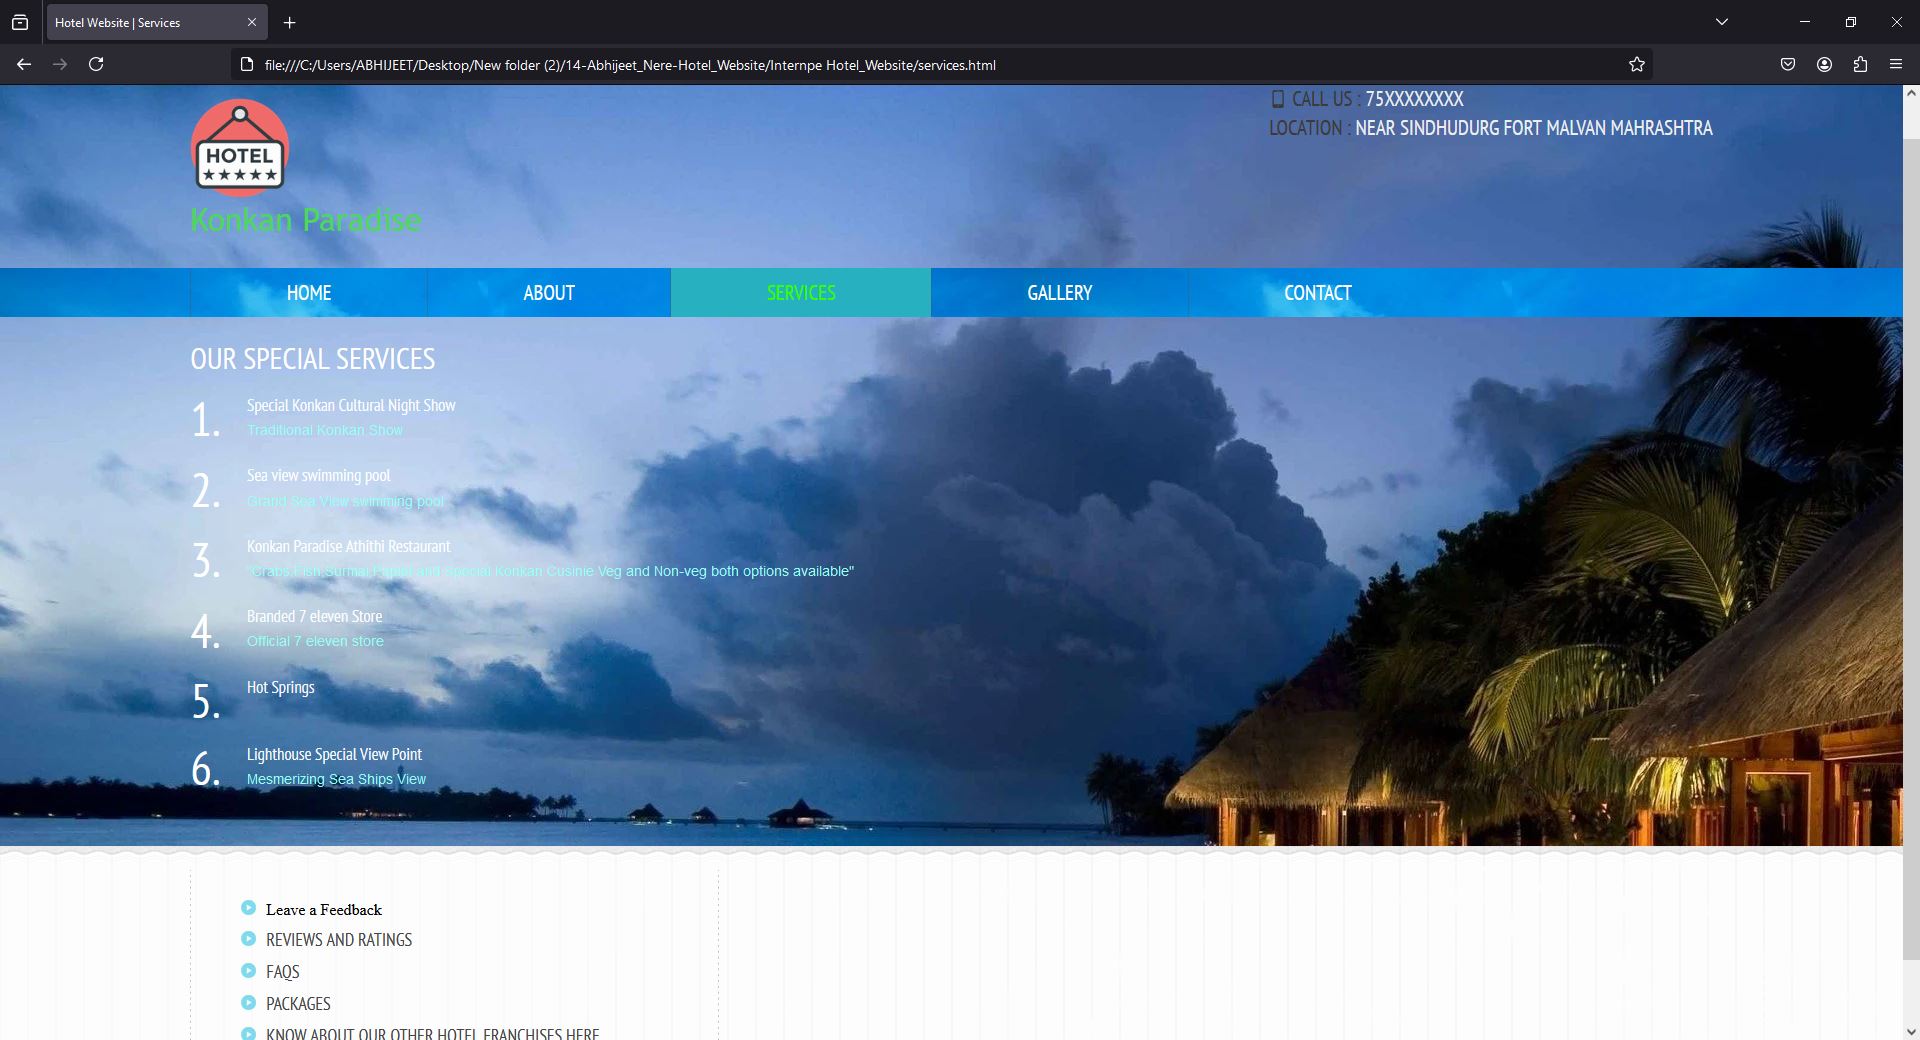 Hotel Website | Services
file:///C:/Users/ABHIJEET/Desktop/New folder (2)/14-Abhijeet_Nere-Hotel_Website/Internpe Hotel_Website/services.html
HOTEL
Konkan Paradise
CALL US : 75XXXXXXXX
LOCATION : NEAR SINDHUDURG FORT MALVAN MAHRASHTRA
HOME ABOUT SERVICES GALLERY CONTACT
OUR SPECIAL SERVICES
1. Special Konkan Cultural Night Show
Traditional Konkan Show
2. Sea view swimming pool
Grand Sea View swimming pool
3. Konkan Paradise Athithi Restaurant
"Crabs,Fish,Surmai, and Special Konkan Cusinie Veg and Non-veg both options available"
4. Branded 7 eleven Store
Official 7 eleven store
5. Hot Springs
6. Lighthouse Special View Point
Mesmerizing Sea Ships View
Leave a Feedback
REVIEWS AND RATINGS
FAQS
PACKAGES
KNOW ABOUT OUR OTHER HOTEL FRANCHISES HERE